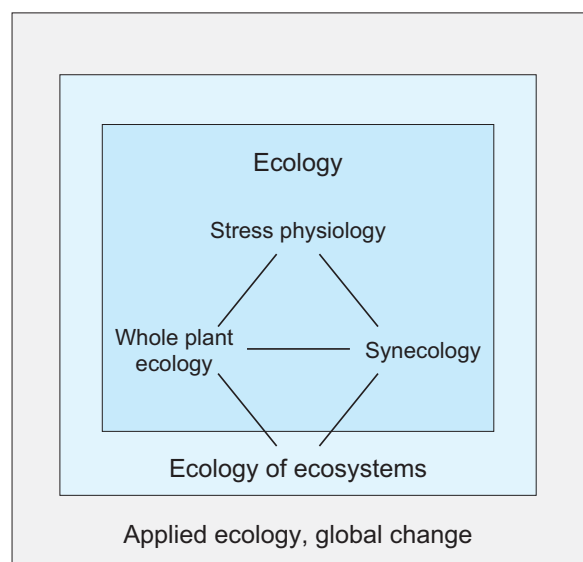 Ecology
Stress physiology
Whole plant
ecology
Synecology
Ecology of ecosystems
Applied ecology, global change